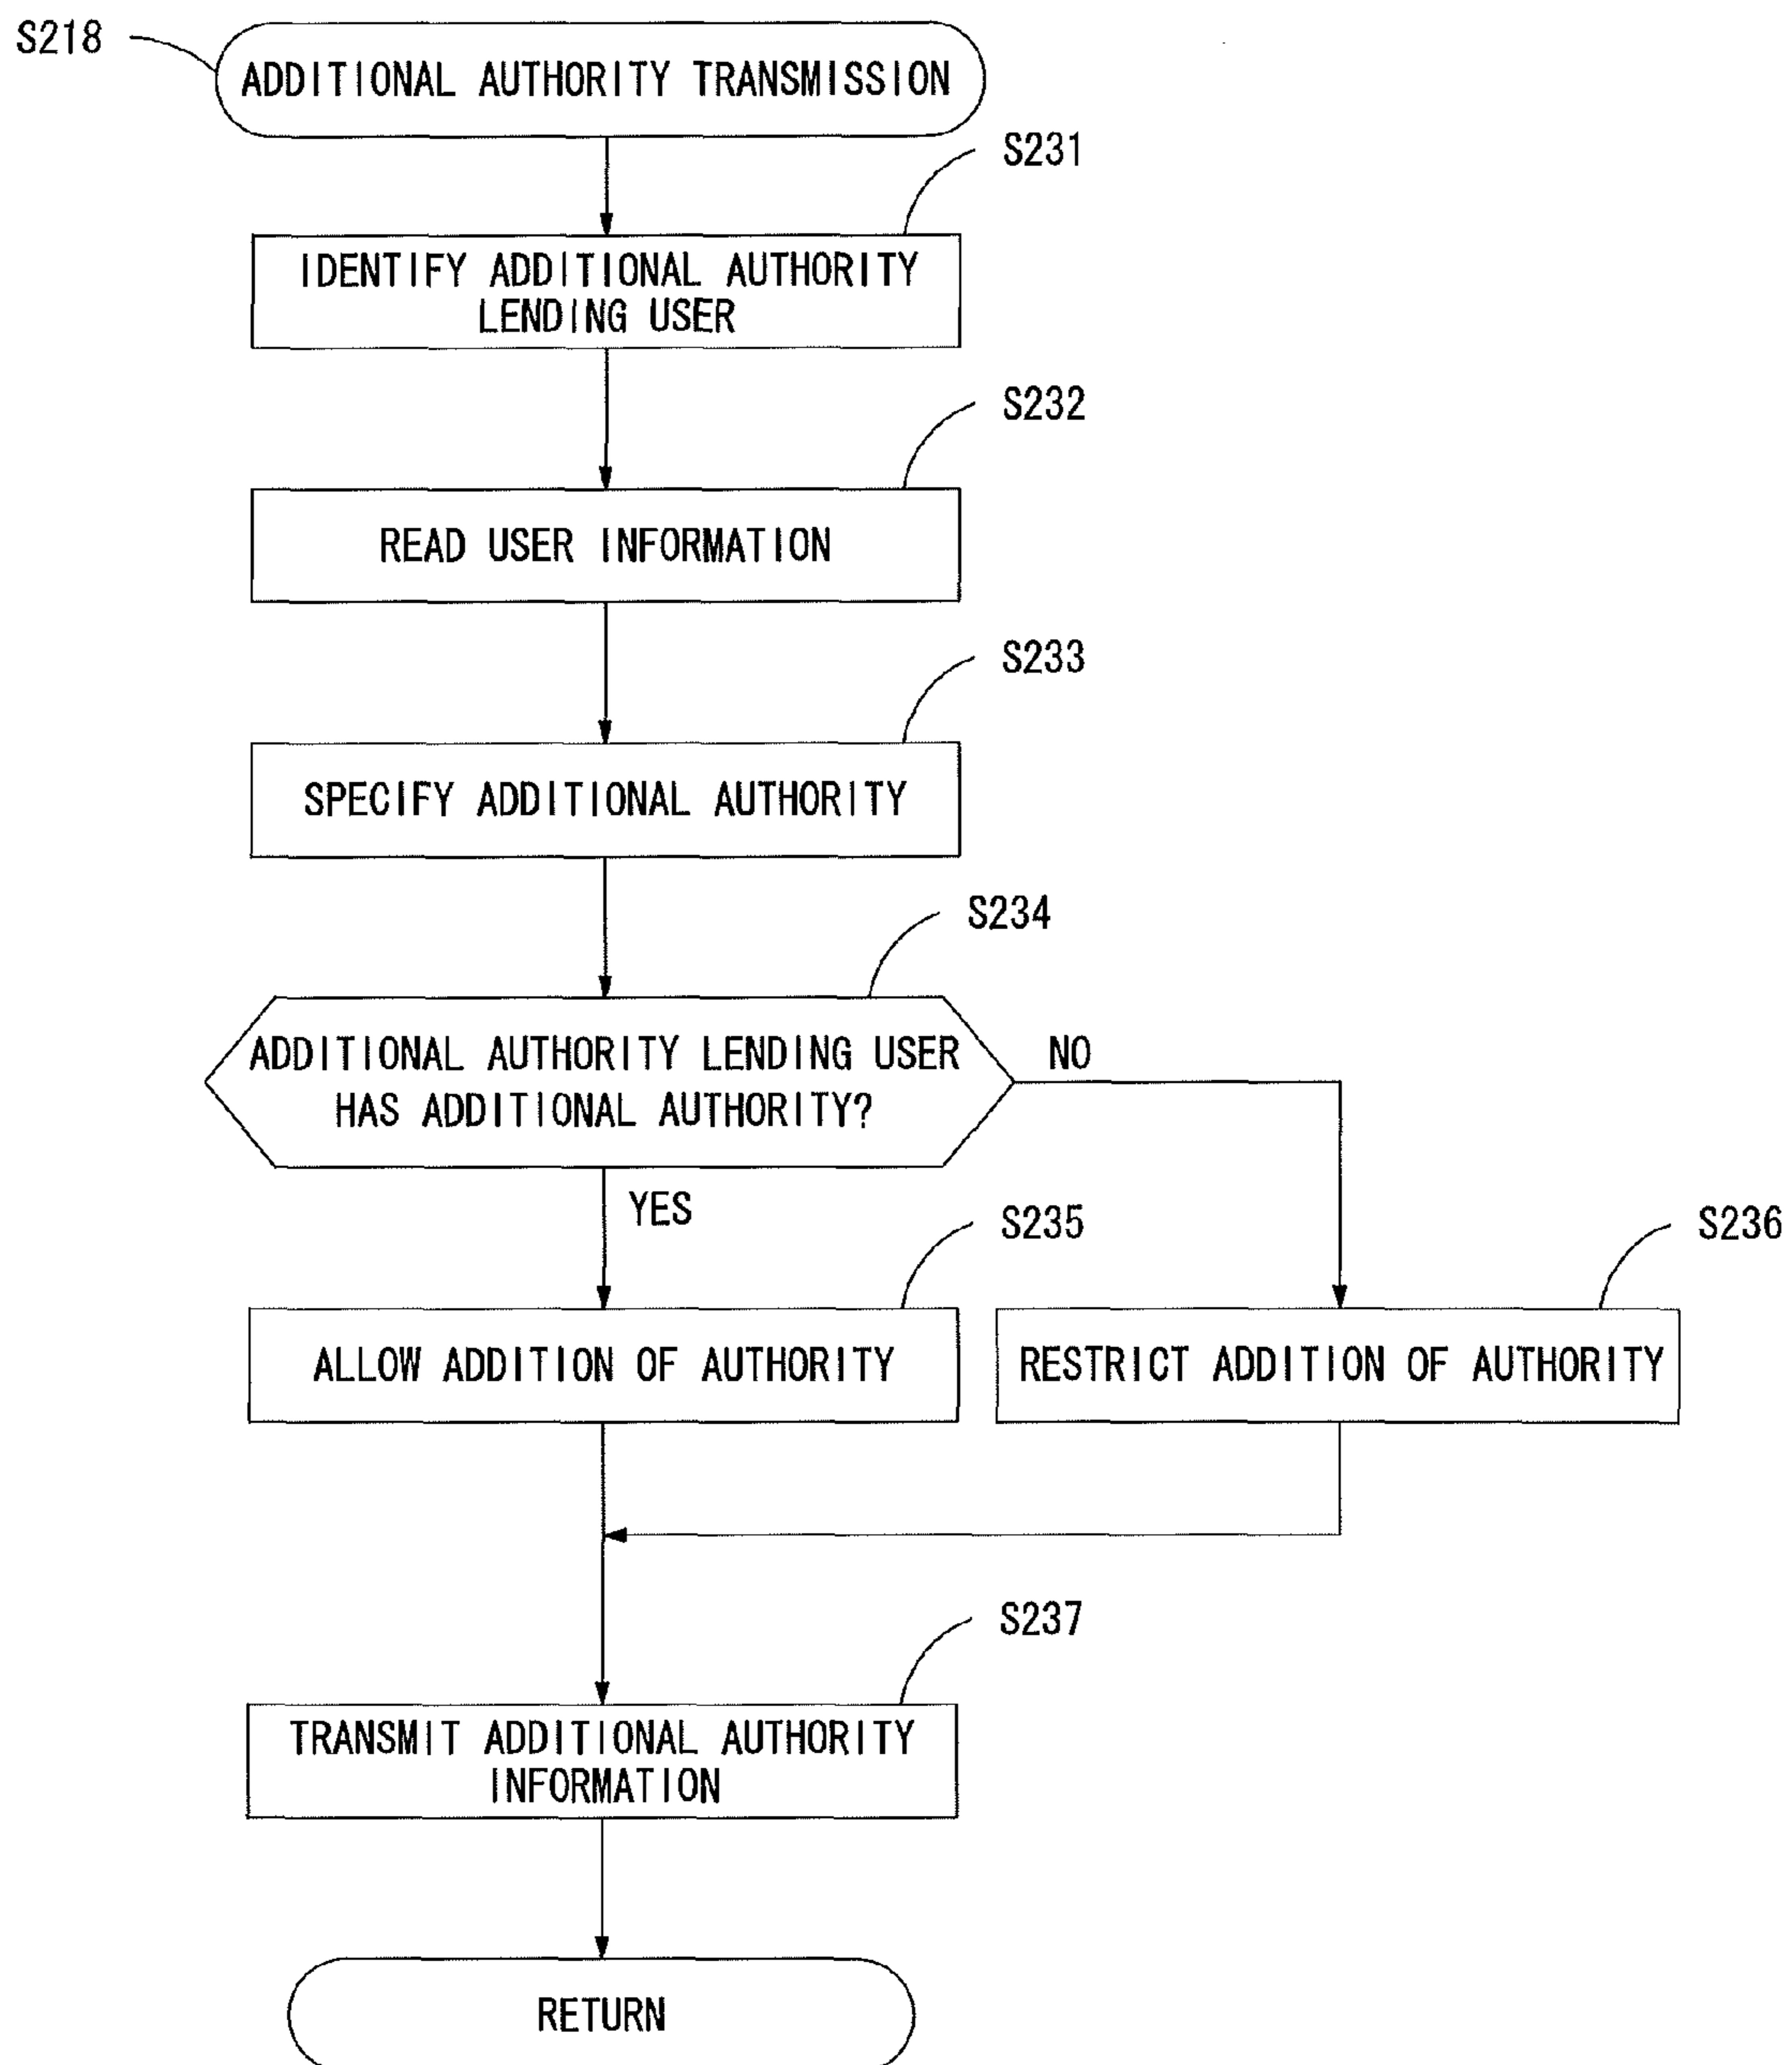 S218
ADDITIONAL AUTHORITY TRANSMISSION
S231
IDENTIFY ADDITIONAL AUTHORITY
LENDING USER
S232
READ USER INFORMATION
S233
SPECIFY ADDITIONAL AUTHORITY
S234
ADDITIONAL AUTHORITY LENDING USER
HAS ADDITIONAL AUTHORITY?
NO
YES
S235
S236
ALLOW ADDITION OF AUTHORITY
RESTRICT ADDITION OF AUTHORITY
S237
TRANSMIT ADDITIONAL AUTHORITY
INFORMATION
RETURN